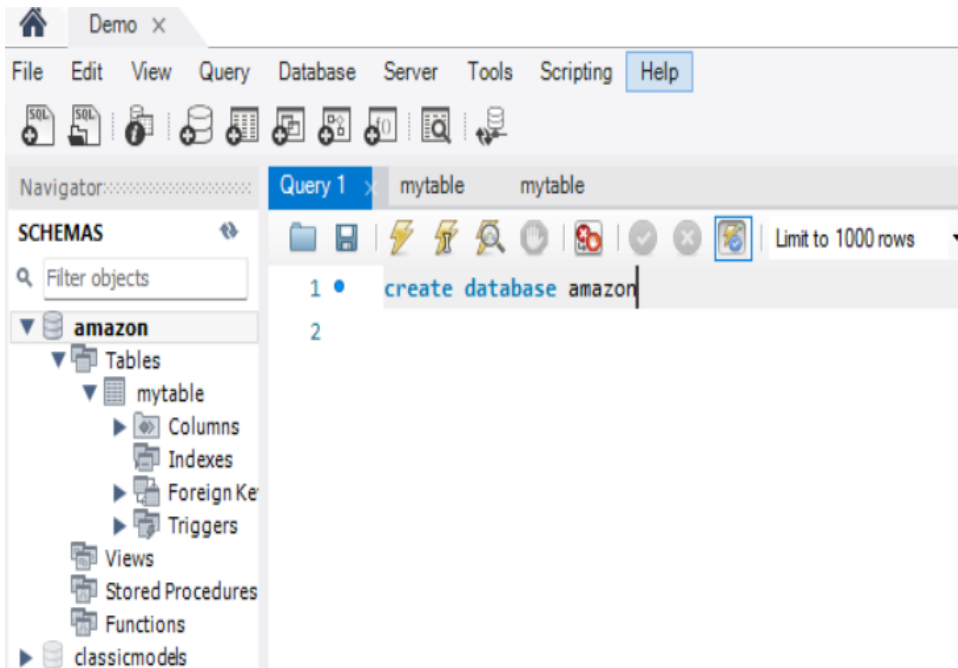 Demo ×
File Edit View Query Database Server Tools Scripting Help
SQL SQL
Navigator
Query 1 × mytable mytable
SCHEMAS
Limit to 1000 rows
Filter objects
1 create database amazon
2
amazon
Tables
mytable
Columns
Indexes
Foreign Ke
Triggers
Views
Stored Procedures
Functions
classicmodels